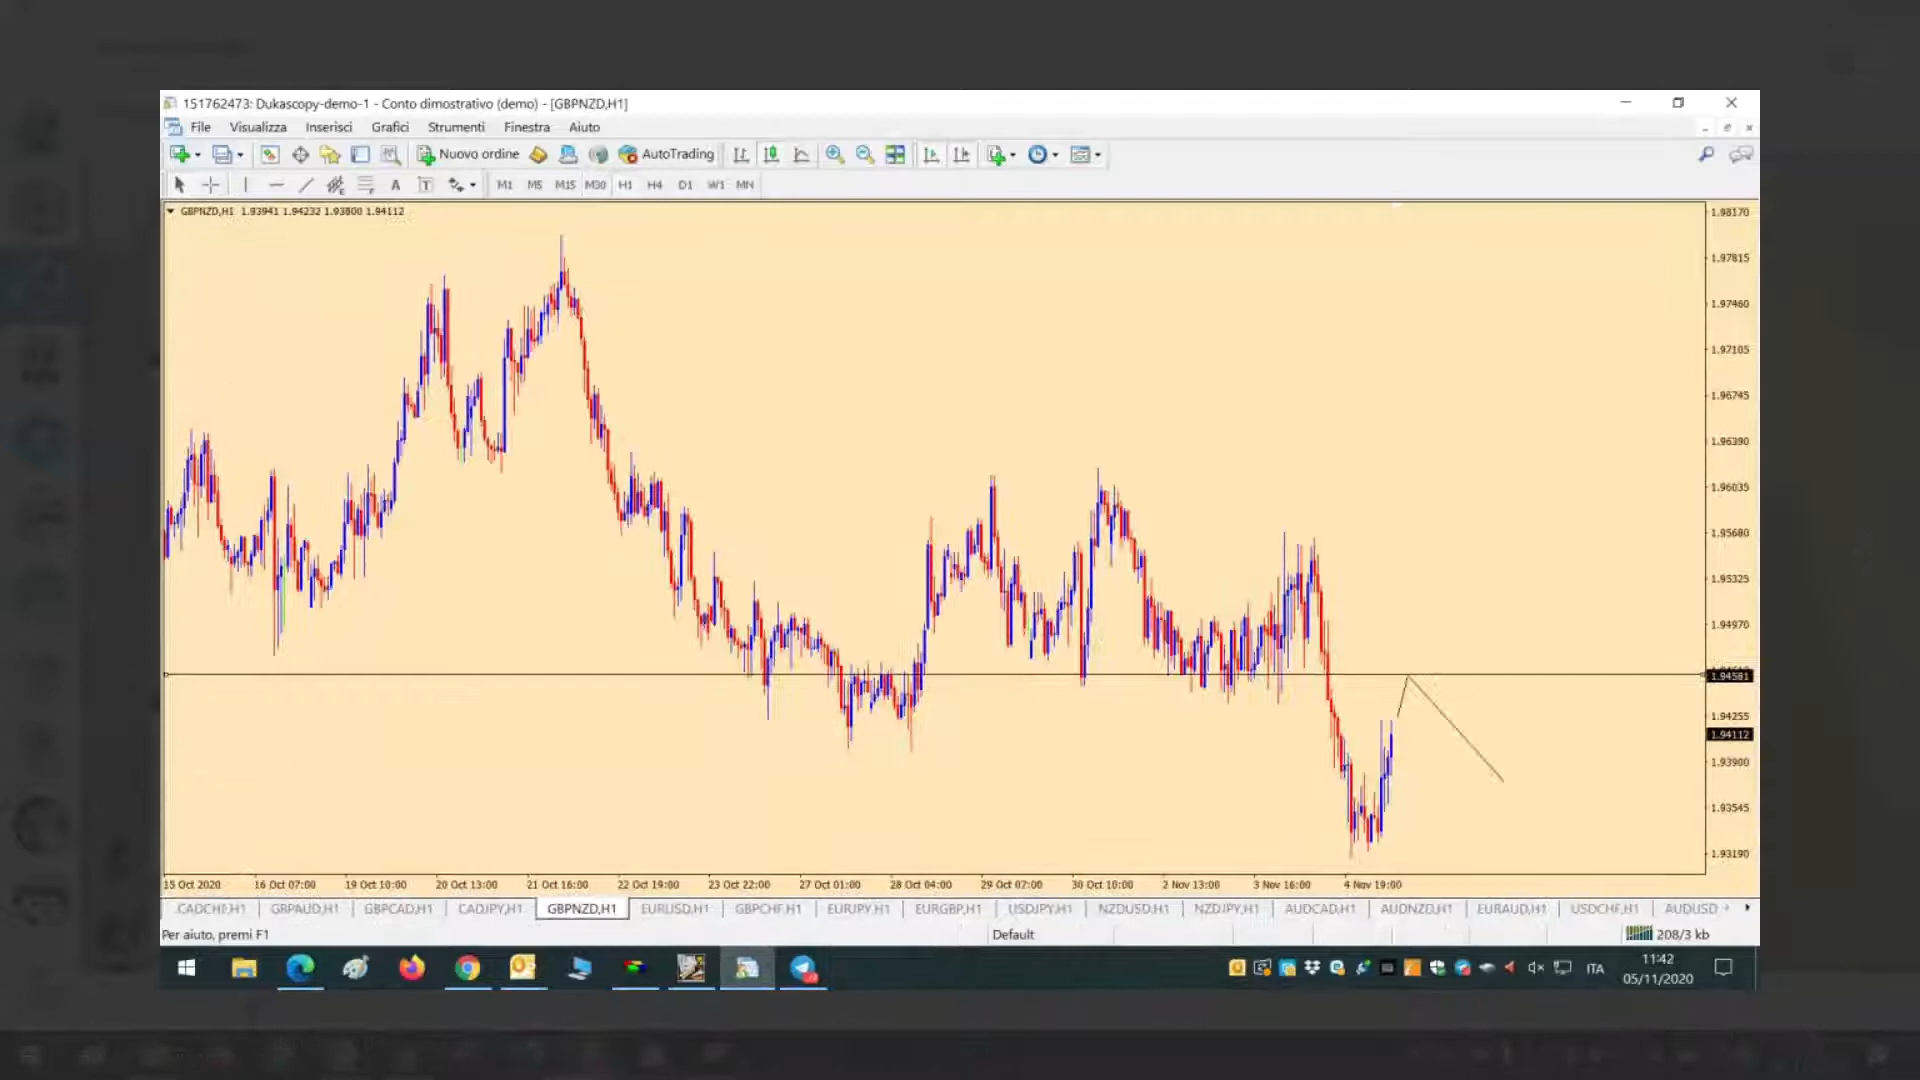 151762473: Dukascopy-demo-1 - Conto dimostrativo (demo) - [GBPNZD,H1]
File Visualizza Inserisci Grafici Strumenti Finestra Aiuto
Nuovo ordine AutoTrading
A T M1 M5 M15 M30 H1 H4 D1 W1 MN
GBPNZD,H1 1.93941 1.94232 1.93800 1.94112
1.98170
1.97815
1.97460
1.97105
1.96745
1.96390
1.96035
1.95680
1.95325
1.94970
1.94581
1.94255
1.94112
1.93900
1.93545
1.93190
15 Oct 2020 16 Oct 07:00 19 Oct 10:00 20 Oct 13:00 21 Oct 16:00 22 Oct 19:00 23 Oct 22:00 27 Oct 01:00 28 Oct 04:00 29 Oct 07:00 30 Oct 10:00 2 Nov 13:00 3 Nov 16:00 4 Nov 19:00
CADCHF,H1 GBPAUD,H1 GBPCAD,H1 CADJPY,H1 GBPNZD,H1 EURUSD,H1 GBPCHF,H1 EURJPY,H1 EURGBP,H1 USDJPY,H1 NZDUSD,H1 NZDJPY,H1 AUDCAD,H1 AUDNZD,H1 EURAUD,H1 USDCHF,H1 AUDUSD
Per aiuto, premi F1 Default 208/3 kb
ITA 11:42
05/11/2020